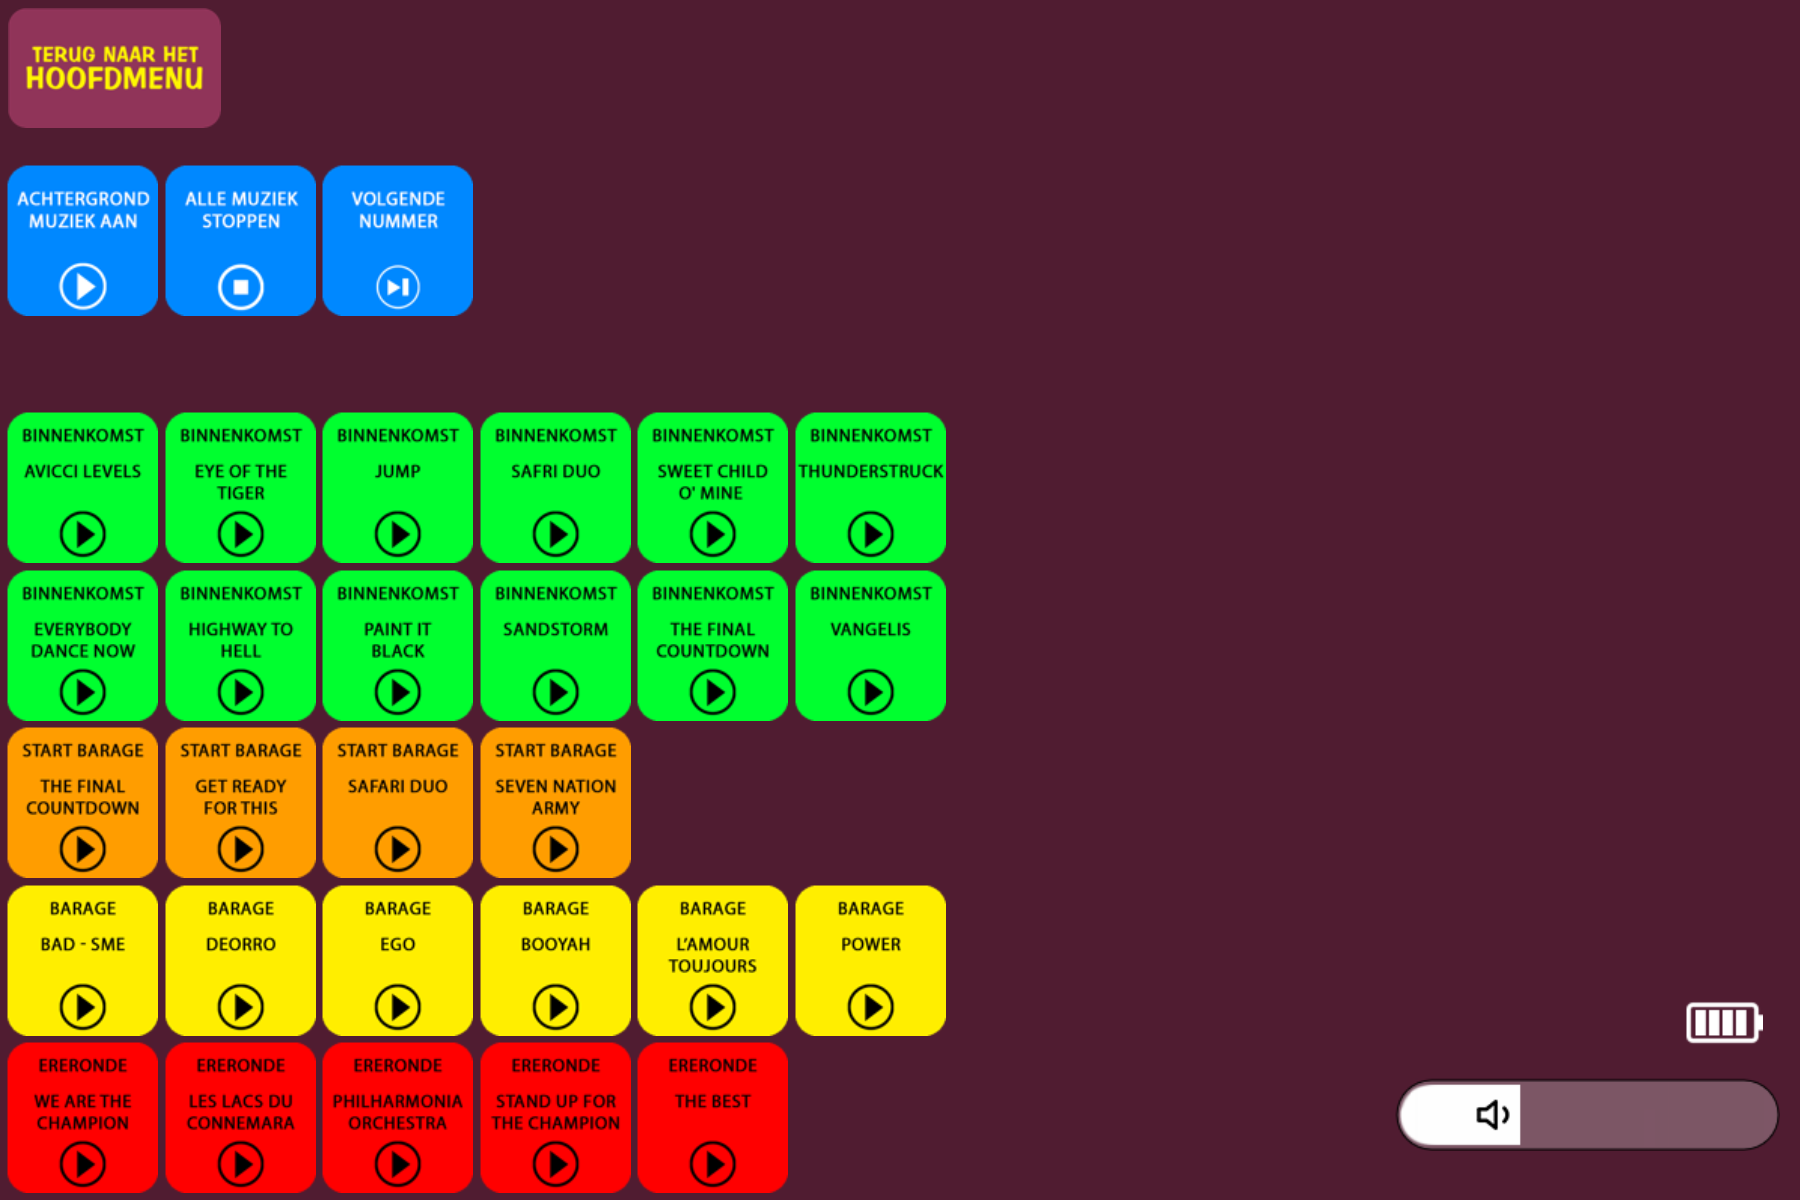 TERUG NAAR HET
HOOFDMENU
ACHTERGROND
MUZIEK AAN
ALLE MUZIEK
STOPPEN
VOLGENDE
NUMMER
BINNENKOMST
AVICCI LEVELS
BINNENKOMST
EYE OF THE
TIGER
BINNENKOMST
JUMP
BINNENKOMST
SAFRI DUO
BINNENKOMST
SWEET CHILD
O' MINE
BINNENKOMST
THUNDERSTRUCK
BINNENKOMST
EVERYBODY
DANCE NOW
BINNENKOMST
HIGHWAY TO
HELL
BINNENKOMST
PAINT IT
BLACK
BINNENKOMST
SANDSTORM
BINNENKOMST
THE FINAL
COUNTDOWN
BINNENKOMST
VANGELIS
START BARAGE
THE FINAL
COUNTDOWN
START BARAGE
GET READY
FOR THIS
START BARAGE
SAFARI DUO
START BARAGE
SEVEN NATION
ARMY
BARAGE
BAD - SME
BARAGE
DEORRO
BARAGE
EGO
BARAGE
BOOYAH
BARAGE
L'AMOUR
TOUJOURS
BARAGE
POWER
ERERONDE
WE ARE THE
CHAMPION
ERERONDE
LES LACS DU
CONNEMARA
ERERONDE
PHILHARMONIA
ORCHESTRA
ERERONDE
STAND UP FOR
THE CHAMPION
ERERONDE
THE BEST